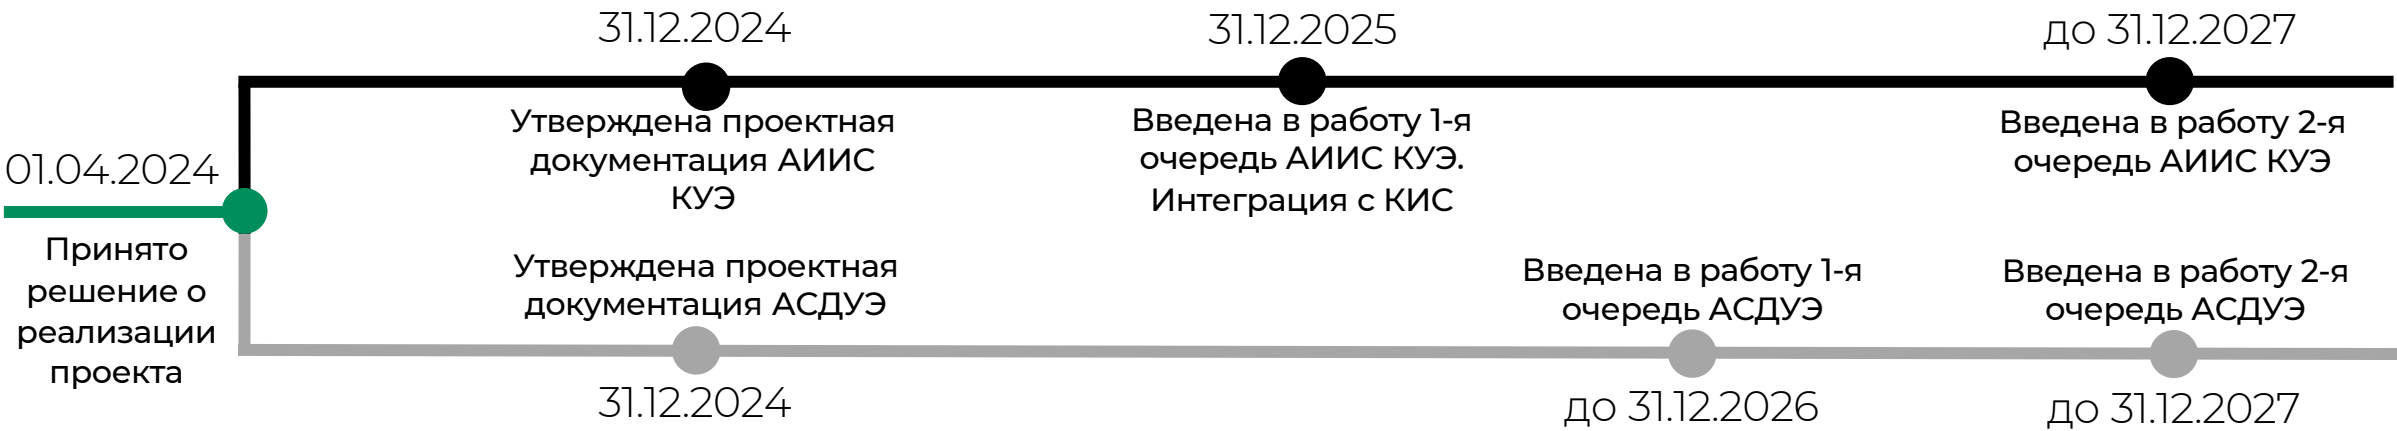 01.04.2024
Принято
решение о
реализации
проекта
31.12.2024
Утверждена проектная
документация АИИС
КУЭ
31.12.2025
Введена в работу 1-я
очередь АИИС КУЭ.
Интеграция с КИС
до 31.12.2027
Введена в работу 2-я
очередь АИИС КУЭ
Утверждена проектная
документация АСДУЭ
31.12.2024
Введена в работу 1-я
очередь АСДУЭ
до 31.12.2026
Введена в работу 2-я
очередь АСДУЭ
до 31.12.2027